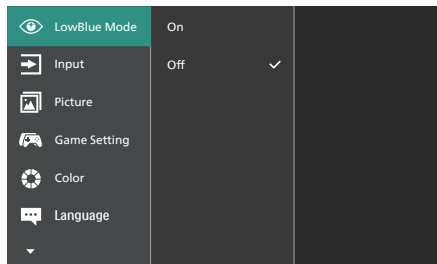 LowBlue Mode
On
Input
Off
Picture
Game Setting
Color
Language